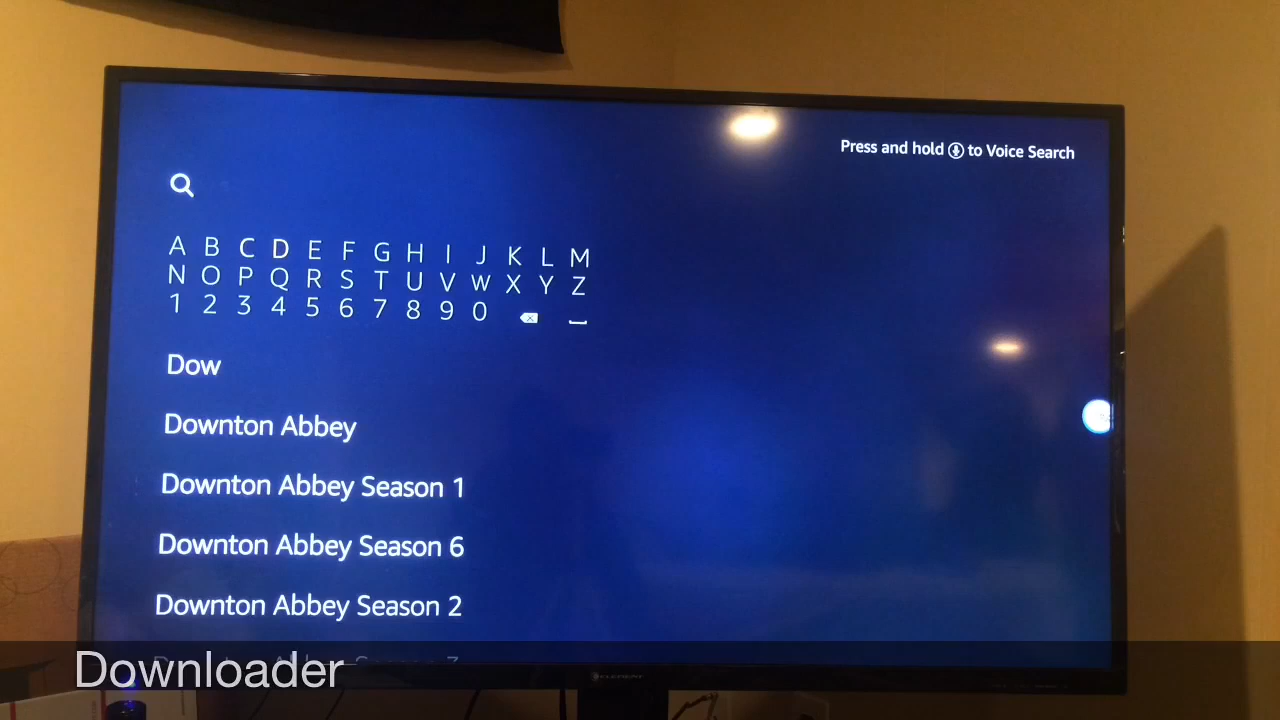 Press and hold to Voice Search
A B C D E F G H I J K L M
N O P Q R S T U V W X Y Z
1 2 3 4 5 6 7 8 9 0
Dow
Downton Abbey
Downton Abbey Season 1
Downton Abbey Season 6
Downton Abbey Season 2
Downloader
ELEMENT